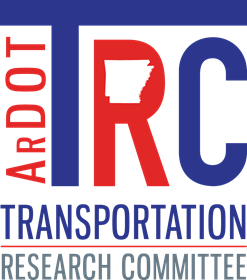 ARDOT
TRC
TRANSPORTATION
RESEARCH COMMITTEE